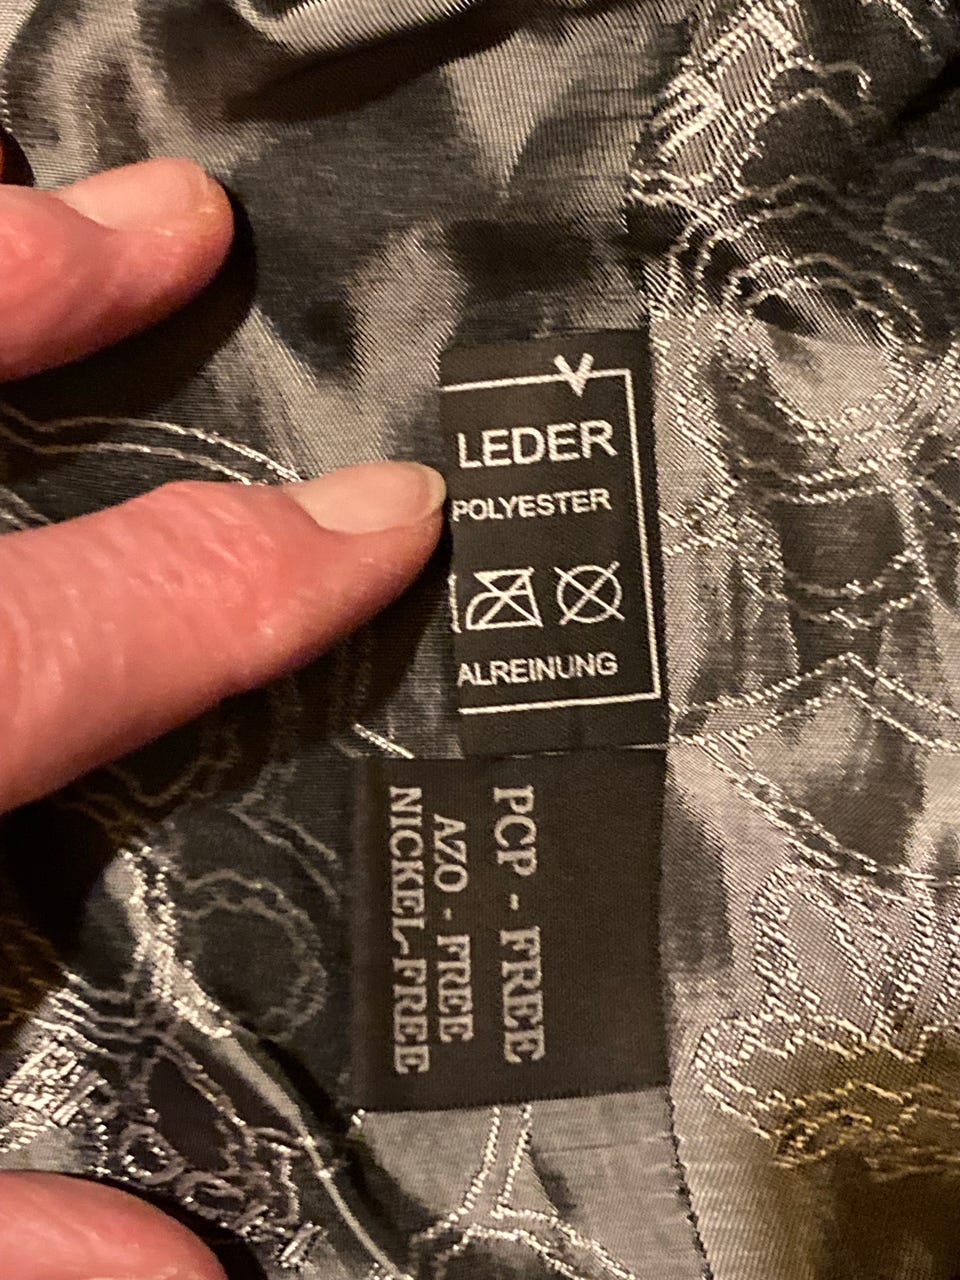 LEDER
POLYESTER
ALREINUNG
PCP - FREE
AZO - FREE
NICKEL-FREE